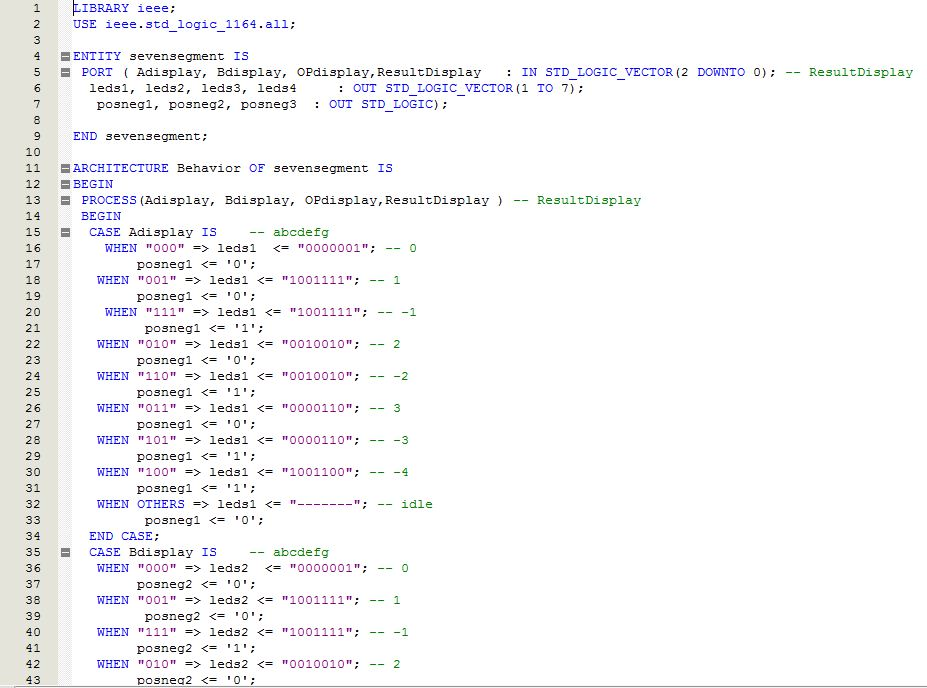 1 LIBRARY ieee;
2 USE ieee.std_logic_1164.all;
3
4 ENTITY sevensegment IS
5 PORT ( Adisplay, Bdisplay, OPdisplay,ResultDisplay : IN STD_LOGIC_VECTOR(2 DOWNTO 0); -- ResultDisplay
6 leds1, leds2, leds3, leds4 : OUT STD_LOGIC_VECTOR(1 TO 7);
7 posneg1, posneg2, posneg3 : OUT STD_LOGIC);
8
9 END sevensegment;
10
11 ARCHITECTURE Behavior OF sevensegment IS
12 BEGIN
13 PROCESS(Adisplay, Bdisplay, OPdisplay,ResultDisplay ) -- ResultDisplay
14 BEGIN
15 CASE Adisplay IS -- abcdefg
16 WHEN "000" => leds1 <= "0000001"; -- 0
17 posneg1 <= '0';
18 WHEN "001" => leds1 <= "1001111"; -- 1
19 posneg1 <= '0';
20 WHEN "111" => leds1 <= "1001111"; -- -1
21 posneg1 <= '1';
22 WHEN "010" => leds1 <= "0010010"; -- 2
23 posneg1 <= '0';
24 WHEN "110" => leds1 <= "0010010"; -- -2
25 posneg1 <= '1';
26 WHEN "011" => leds1 <= "0000110"; -- 3
27 posneg1 <= '0';
28 WHEN "101" => leds1 <= "0000110"; -- -3
29 posneg1 <= '1';
30 WHEN "100" => leds1 <= "1001100"; -- -4
31 posneg1 <= '1';
32 WHEN OTHERS => leds1 <= "-------"; -- idle
33 posneg1 <= '0';
34 END CASE;
35 CASE Bdisplay IS -- abcdefg
36 WHEN "000" => leds2 <= "0000001"; -- 0
37 posneg2 <= '0';
38 WHEN "001" => leds2 <= "1001111"; -- 1
39 posneg2 <= '0';
40 WHEN "111" => leds2 <= "1001111"; -- -1
41 posneg2 <= '1';
42 WHEN "010" => leds2 <= "0010010"; -- 2
43 posneg2 <= '0';